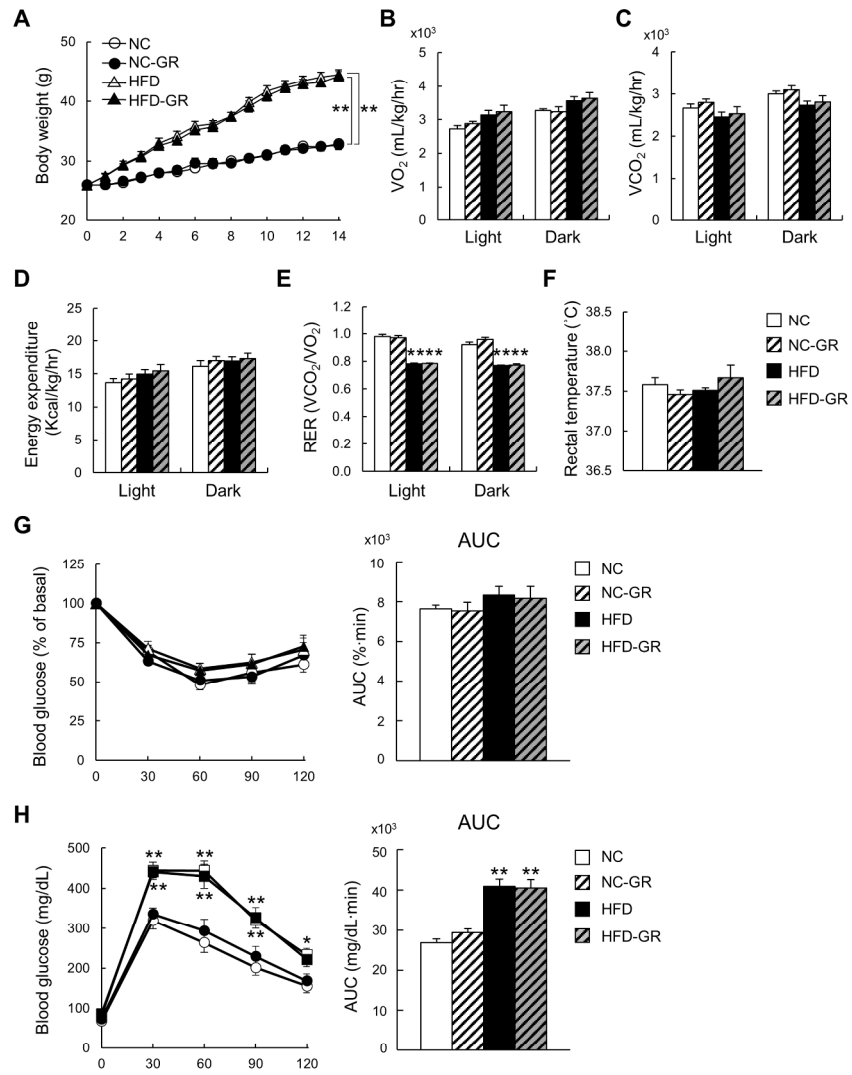 A
Body weight (g)
50
40
30
20
0 2 4 6 8 10 12 14
NC
NC-GR
HFD
HFD-GR
** **
B
x10³
VO₂ (mL/kg/hr)
6
5
4
3
2
1
0
Light Dark
C
x10³
VCO₂ (mL/kg/hr)
4
3
2
1
0
Light Dark
D
Energy expenditure
(Kcal/kg/hr)
25
20
15
10
5
0
Light Dark
E
RER (VCO₂/VO₂)
1.2
1.0
0.8
0.6
0.4
0.2
0.0
**** ****
Light Dark
F
Rectal temperature (˚C)
38.5
38.0
37.5
37.0
36.5
NC
NC-GR
HFD
HFD-GR
G
Blood glucose (% of basal)
125
100
75
50
25
0
0 30 60 90 120
AUC
x10³
AUC (%·min)
10
8
6
4
2
0
NC
NC-GR
HFD
HFD-GR
H
Blood glucose (mg/dL)
500
400
300
200
100
0
** **
** **
**
**
*
0 30 60 90 120
AUC
x10³
AUC (mg/dL·min)
50
40
30
20
10
0
** **
NC
NC-GR
HFD
HFD-GR